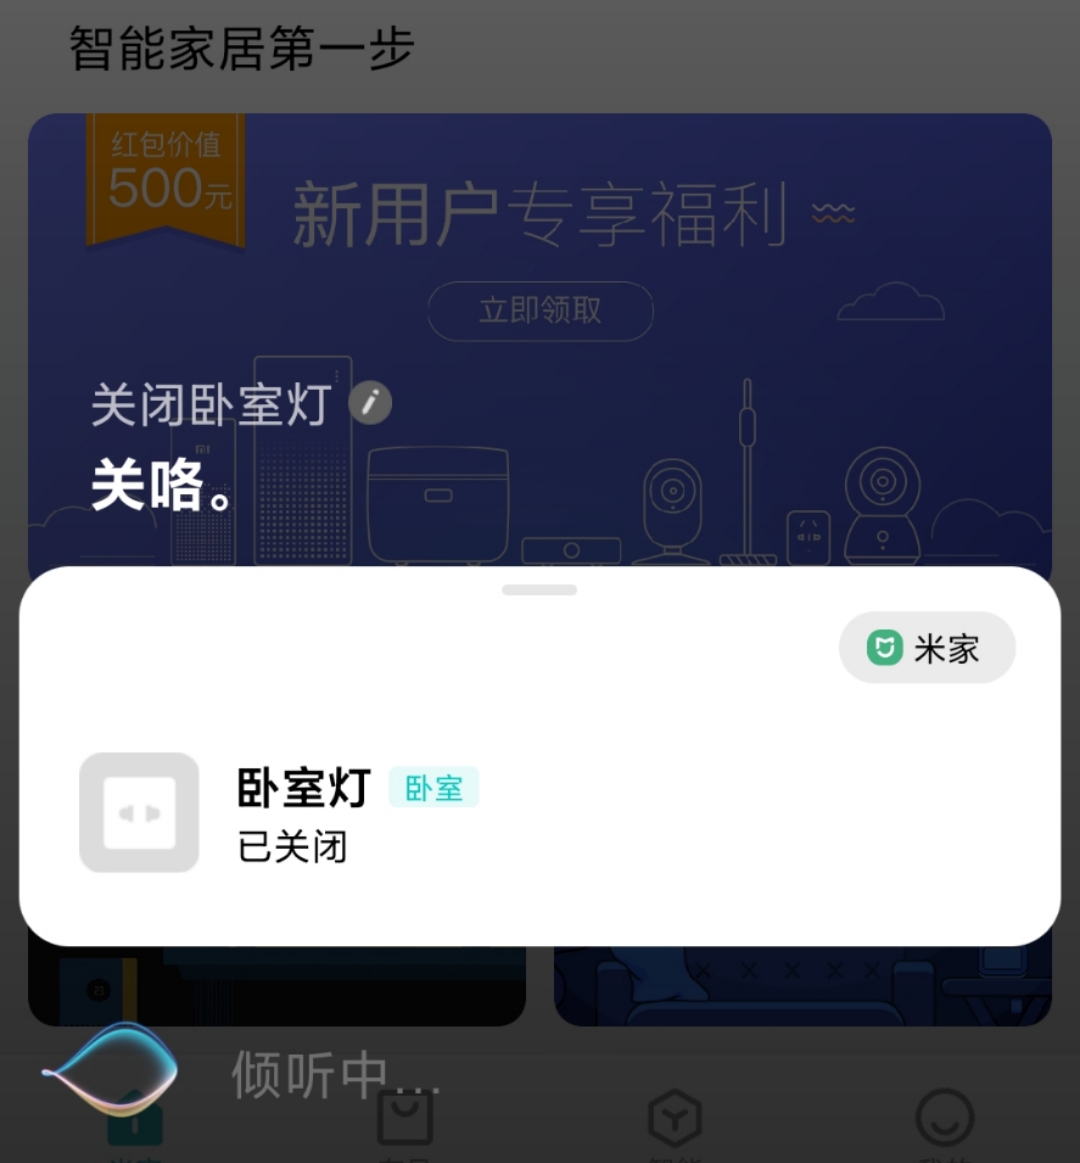 智能家居第一步
红包价值
500元
新用户专享福利
立即领取
关闭卧室灯
关咯。
米家
卧室灯 卧室
已关闭
23
倾听中...